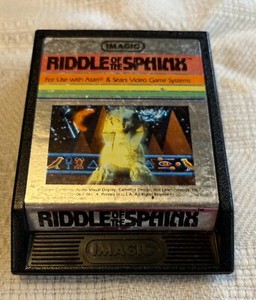 IMAGIC
RIDDLE OF THE SPHINX
For Use with Atari® & Sears Video Game Systems
RIDDLE OF THE SPHINX
IMAGIC